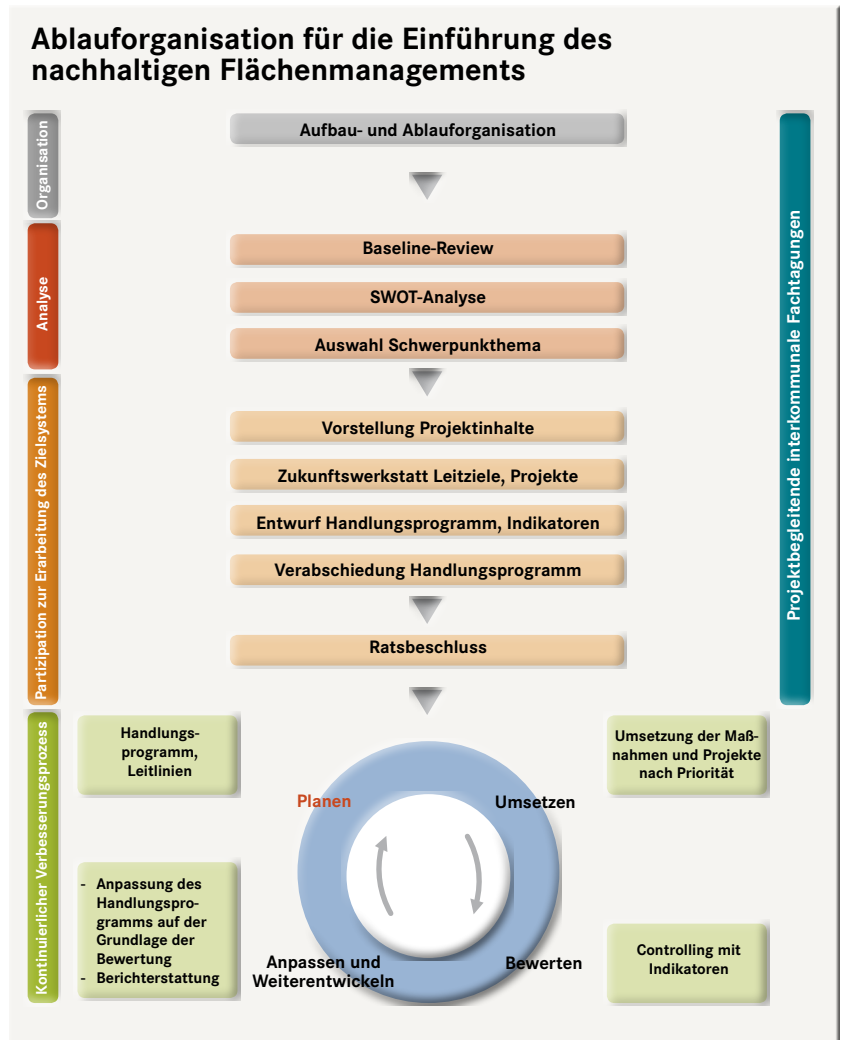 Ablauforganisation für die Einführung des
nachhaltigen Flächenmanagements
Organisation
Aufbau- und Ablauforganisation
Analyse
Baseline-Review
SWOT-Analyse
Auswahl Schwerpunkthema
Partizipation zur Erarbeitung des Zielsystems
Vorstellung Projektinhalte
Zukunftswerkstatt Leitziele, Projekte
Entwurf Handlungsprogramm, Indikatoren
Verabschiedung Handlungsprogramm
Ratsbeschluss
Projektbegleitende interkommunale Fachtagungen
Kontinuierlicher Verbesserungsprozess
Handlungs-
programm,
Leitlinien
Umsetzung der Maß-
nahmen und Projekte
nach Priorität
Planen
Umsetzen
- Anpassung des
Handlungspro-
gramms auf der
Grundlage der
Bewertung
- Berichterstattung
Anpassen und
Weiterentwickeln
Bewerten
Controlling mit
Indikatoren